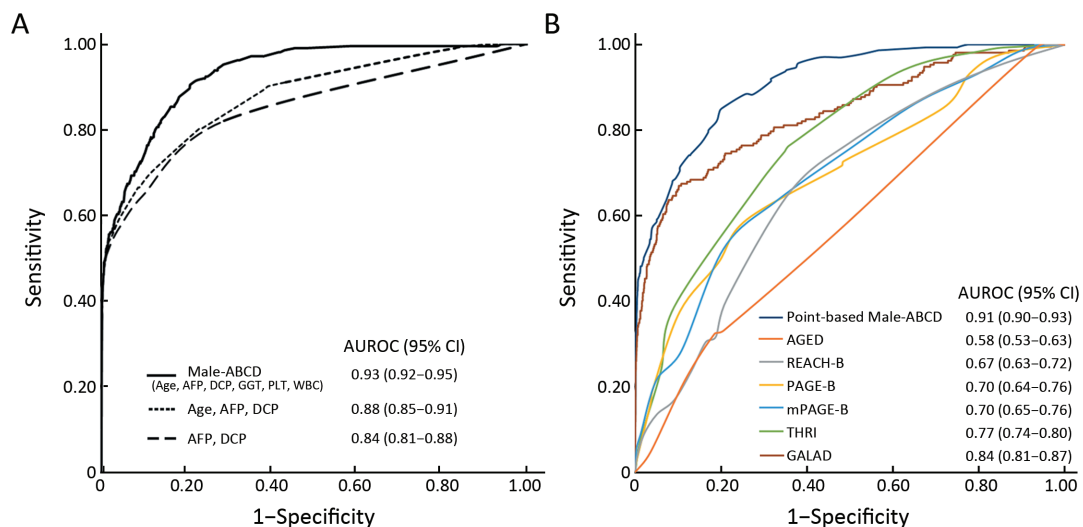 A
Sensitivity
1.00
0.80
0.60
0.40
0.20
0
AUROC (95% CI)
Male-ABCD 0.93 (0.92–0.95)
(Age, AFP, DCP, GGT, PLT, WBC)
Age, AFP, DCP 0.88 (0.85–0.91)
AFP, DCP 0.84 (0.81–0.88)
0 0.20 0.40 0.60 0.80 1.00
1–Specificity
B
Sensitivity
1.00
0.80
0.60
0.40
0.20
0
AUROC (95% CI)
Point-based Male-ABCD 0.91 (0.90–0.93)
AGED 0.58 (0.53–0.63)
REACH-B 0.67 (0.63–0.72)
PAGE-B 0.70 (0.64–0.76)
mPAGE-B 0.70 (0.65–0.76)
THRI 0.77 (0.74–0.80)
GALAD 0.84 (0.81–0.87)
0 0.20 0.40 0.60 0.80 1.00
1–Specificity